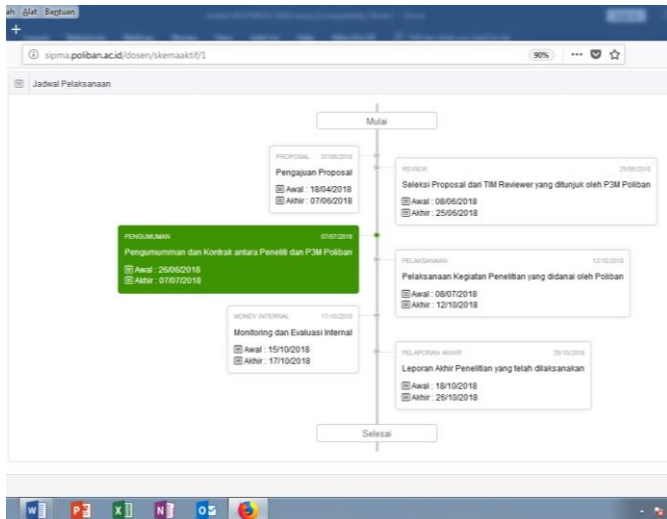 ah Alat Bantuan
sipma.poliban.ac.id/dosen/skemaaktif/1
90%
Jadwal Pelaksanaan
Mulai
PROPOSAL 07/06/2018
Pengajuan Proposal
Awal : 18/04/2018
Akhir : 07/06/2018
REVIEW 25/06/2018
Seleksi Proposal dari TIM Reviewer yang ditunjuk oleh P3M Poliban
Awal : 08/06/2018
Akhir : 25/06/2018
PENGUMUMAN 07/07/2018
Pengumumman dan Kontrak antara Peneliti dan P3M Poliban
Awal : 26/06/2018
Akhir : 07/07/2018
PELAKSANAAN 12/10/2018
Pelaksanaan Kegiatan Penelitian yang didanai oleh Poliban
Awal : 08/07/2018
Akhir : 12/10/2018
MONEV INTERNAL 17/10/2018
Monitoring dan Evaluasi Internal
Awal : 15/10/2018
Akhir : 17/10/2018
PELAPORAN AKHIR 26/10/2018
Leporan Akhir Penelitian yang telah dilaksanakan
Awal : 18/10/2018
Akhir : 26/10/2018
Selesai